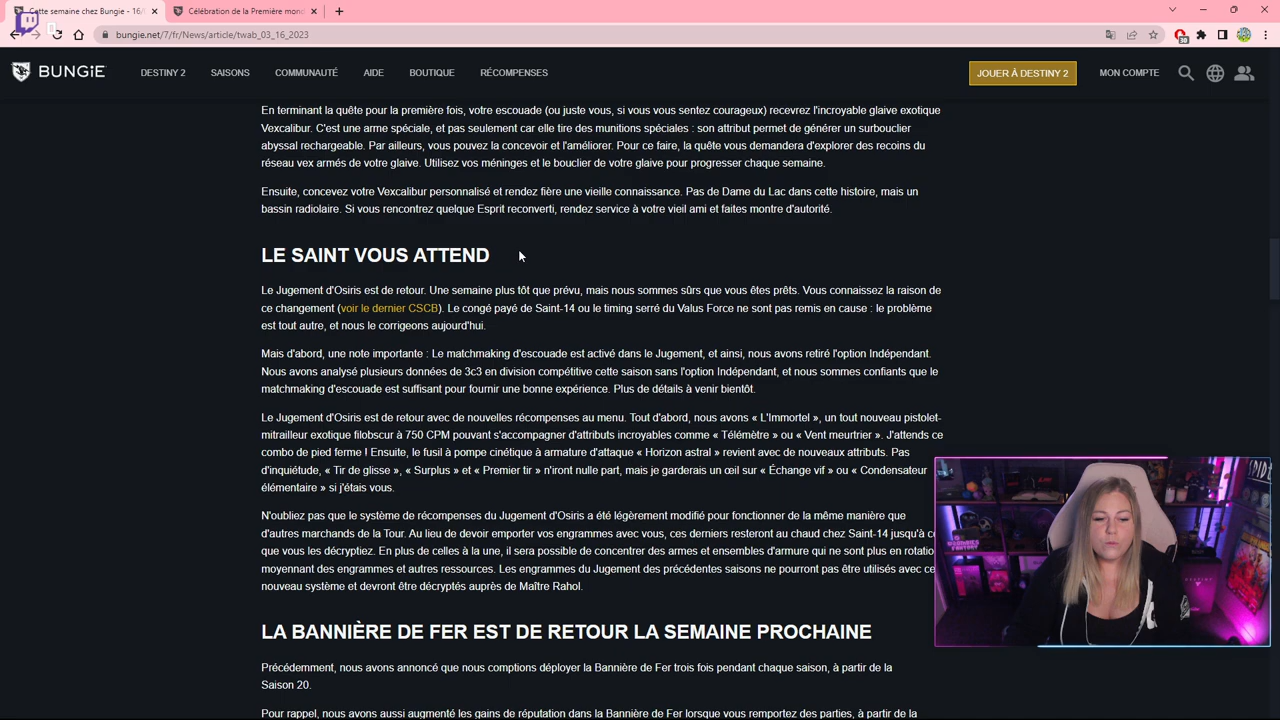 Cette semaine chez Bungie - 16/
Célébration de la Première mond
bungie.net/7/fr/News/article/twab_03_16_2023
BUNGiE
DESTINY 2
SAISONS
COMMUNAUTÉ
AIDE
BOUTIQUE
RÉCOMPENSES
JOUER À DESTINY 2
MON COMPTE
En terminant la quête pour la première fois, votre escouade (ou juste vous, si vous vous sentez courageux) recevrez l'incroyable glaive exotique
Vexcalibur. C'est une arme spéciale, et pas seulement car elle tire des munitions spéciales : son attribut permet de générer un surbouclier
abyssal rechargeable. Par ailleurs, vous pouvez la concevoir et l'améliorer. Pour ce faire, la quête vous demandera d'explorer des recoins du
réseau vex armés de votre glaive. Utilisez vos méninges et le bouclier de votre glaive pour progresser chaque semaine.
Ensuite, concevez votre Vexcalibur personnalisé et rendez fière une vieille connaissance. Pas de Dame du Lac dans cette histoire, mais un
bassin radiolaire. Si vous rencontrez quelque Esprit reconverti, rendez service à votre vieil ami et faites montre d'autorité.
LE SAINT VOUS ATTEND
Le Jugement d'Osiris est de retour. Une semaine plus tôt que prévu, mais nous sommes sûrs que vous êtes prêts. Vous connaissez la raison de
ce changement (voir le dernier CSCB). Le congé payé de Saint-14 ou le timing serré du Valus Force ne sont pas remis en cause : le problème
est tout autre, et nous le corrigeons aujourd'hui.
Mais d'abord, une note importante : Le matchmaking d'escouade est activé dans le Jugement, et ainsi, nous avons retiré l'option Indépendant.
Nous avons analysé plusieurs données de 3c3 en division compétitive cette saison sans l'option Indépendant, et nous sommes confiants que le
matchmaking d'escouade est suffisant pour fournir une bonne expérience. Plus de détails à venir bientôt.
Le Jugement d'Osiris est de retour avec de nouvelles récompenses au menu. Tout d'abord, nous avons « L'Immortel », un tout nouveau pistolet-
mitrailleur exotique filobscur à 750 CPM pouvant s'accompagner d'attributs incroyables comme « Télémètre » ou « Vent meurtrier ». J'attends ce
combo de pied ferme ! Ensuite, le fusil à pompe cinétique à armature d'attaque « Horizon astral » revient avec de nouveaux attributs. Pas
d'inquiétude, « Tir de glisse », « Surplus » et « Premier tir » n'iront nulle part, mais je garderais un œil sur « Échange vif » ou « Condensateur
élémentaire » si j'étais vous.
N'oubliez pas que le système de récompenses du Jugement d'Osiris a été légèrement modifié pour fonctionner de la même manière que
d'autres marchands de la Tour. Au lieu de devoir emporter vos engrammes avec vous, ces derniers resteront au chaud chez Saint-14 jusqu'à ce
que vous les décryptiez. En plus de celles à la une, il sera possible de concentrer des armes et ensembles d'armure qui ne sont plus en rotation
moyennant des engrammes et autres ressources. Les engrammes du Jugement des précédentes saisons ne pourront pas être utilisés avec ce
nouveau système et devront être décryptés auprès de Maître Rahol.
LA BANNIÈRE DE FER EST DE RETOUR LA SEMAINE PROCHAINE
Précédemment, nous avons annoncé que nous comptions déployer la Bannière de Fer trois fois pendant chaque saison, à partir de la
Saison 20.
Pour rappel, nous avons aussi augmenté les gains de réputation dans la Bannière de Fer lorsque vous remportez des parties, à partir de la